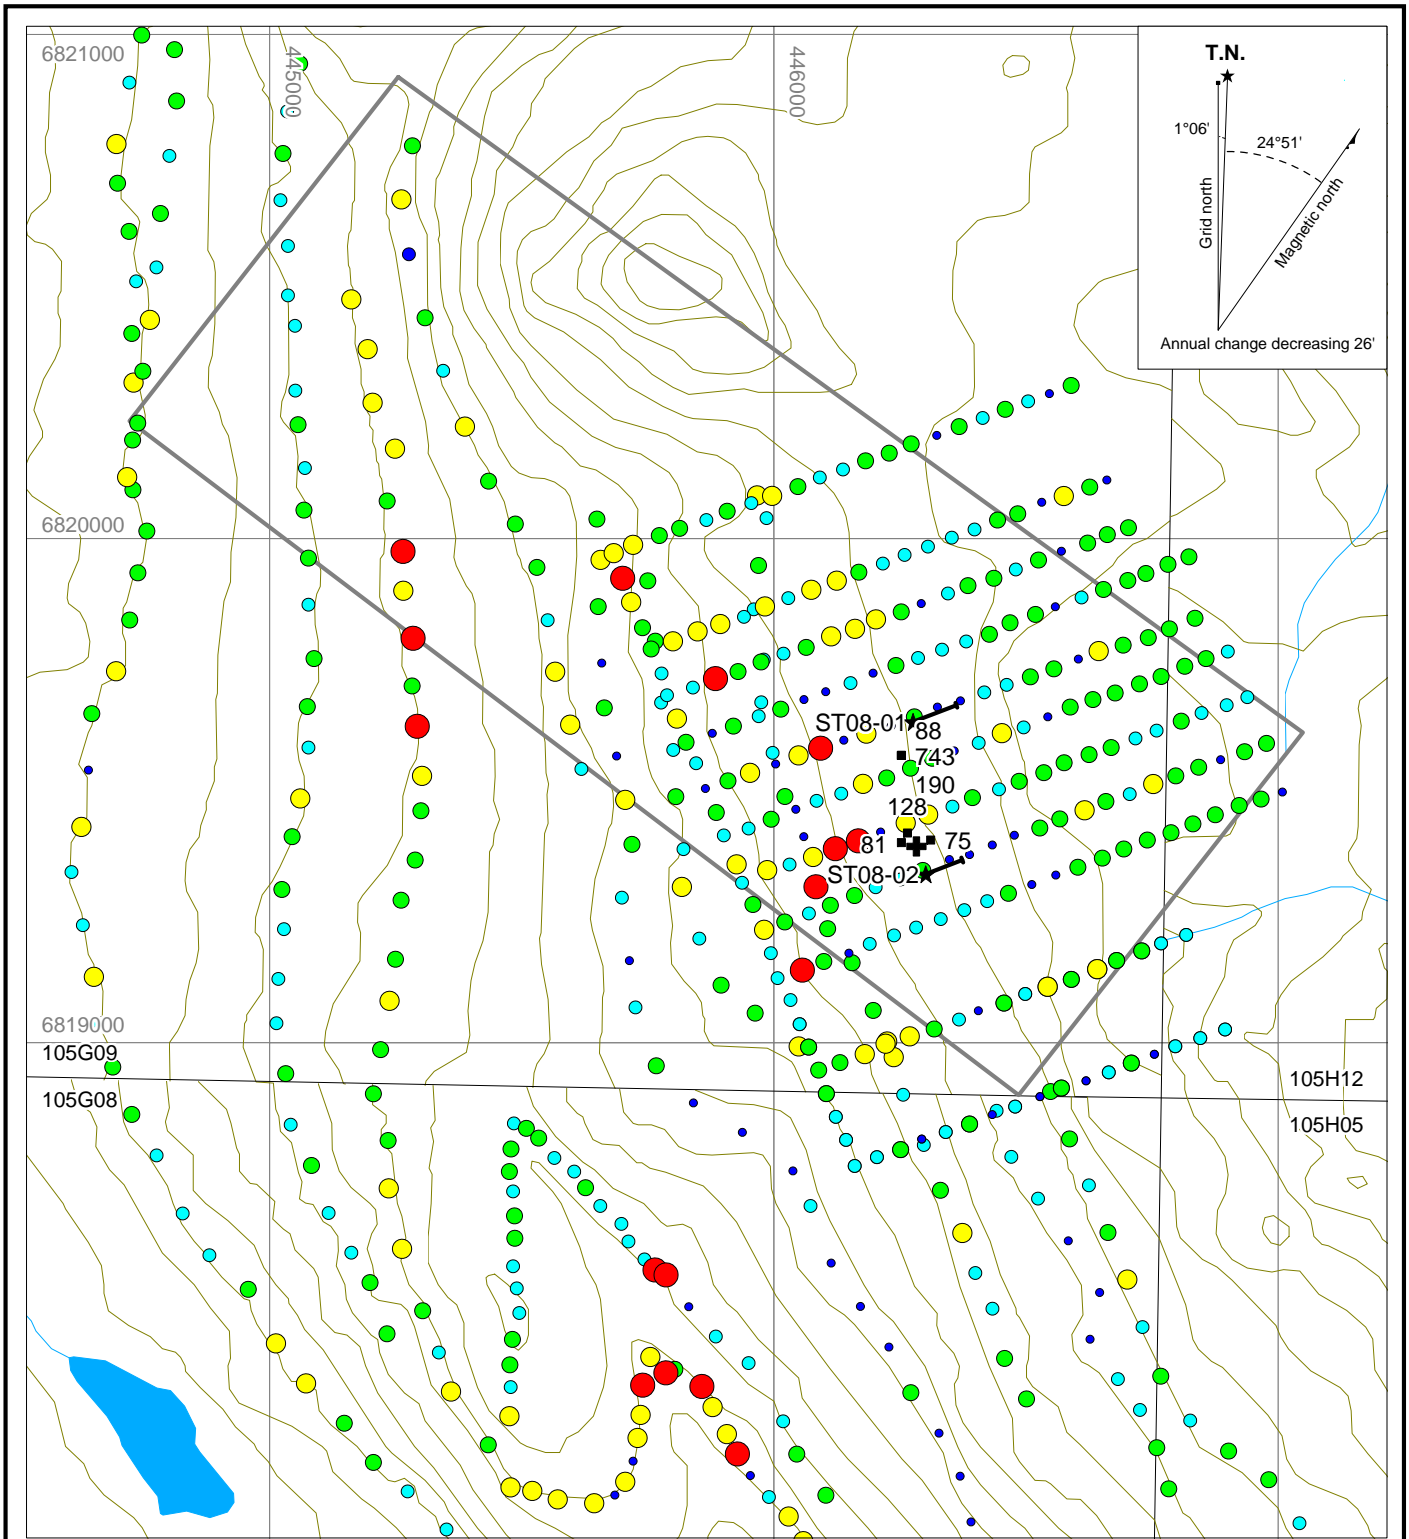 6821000
445000
446000
T.N.
1°06'
24°51'
Grid north
Magnetic north
Annual change decreasing 26'
6820000
ST08-01
88
743
190
128
81
75
ST08-02
6819000
105G09
105H12
105G08
105H05